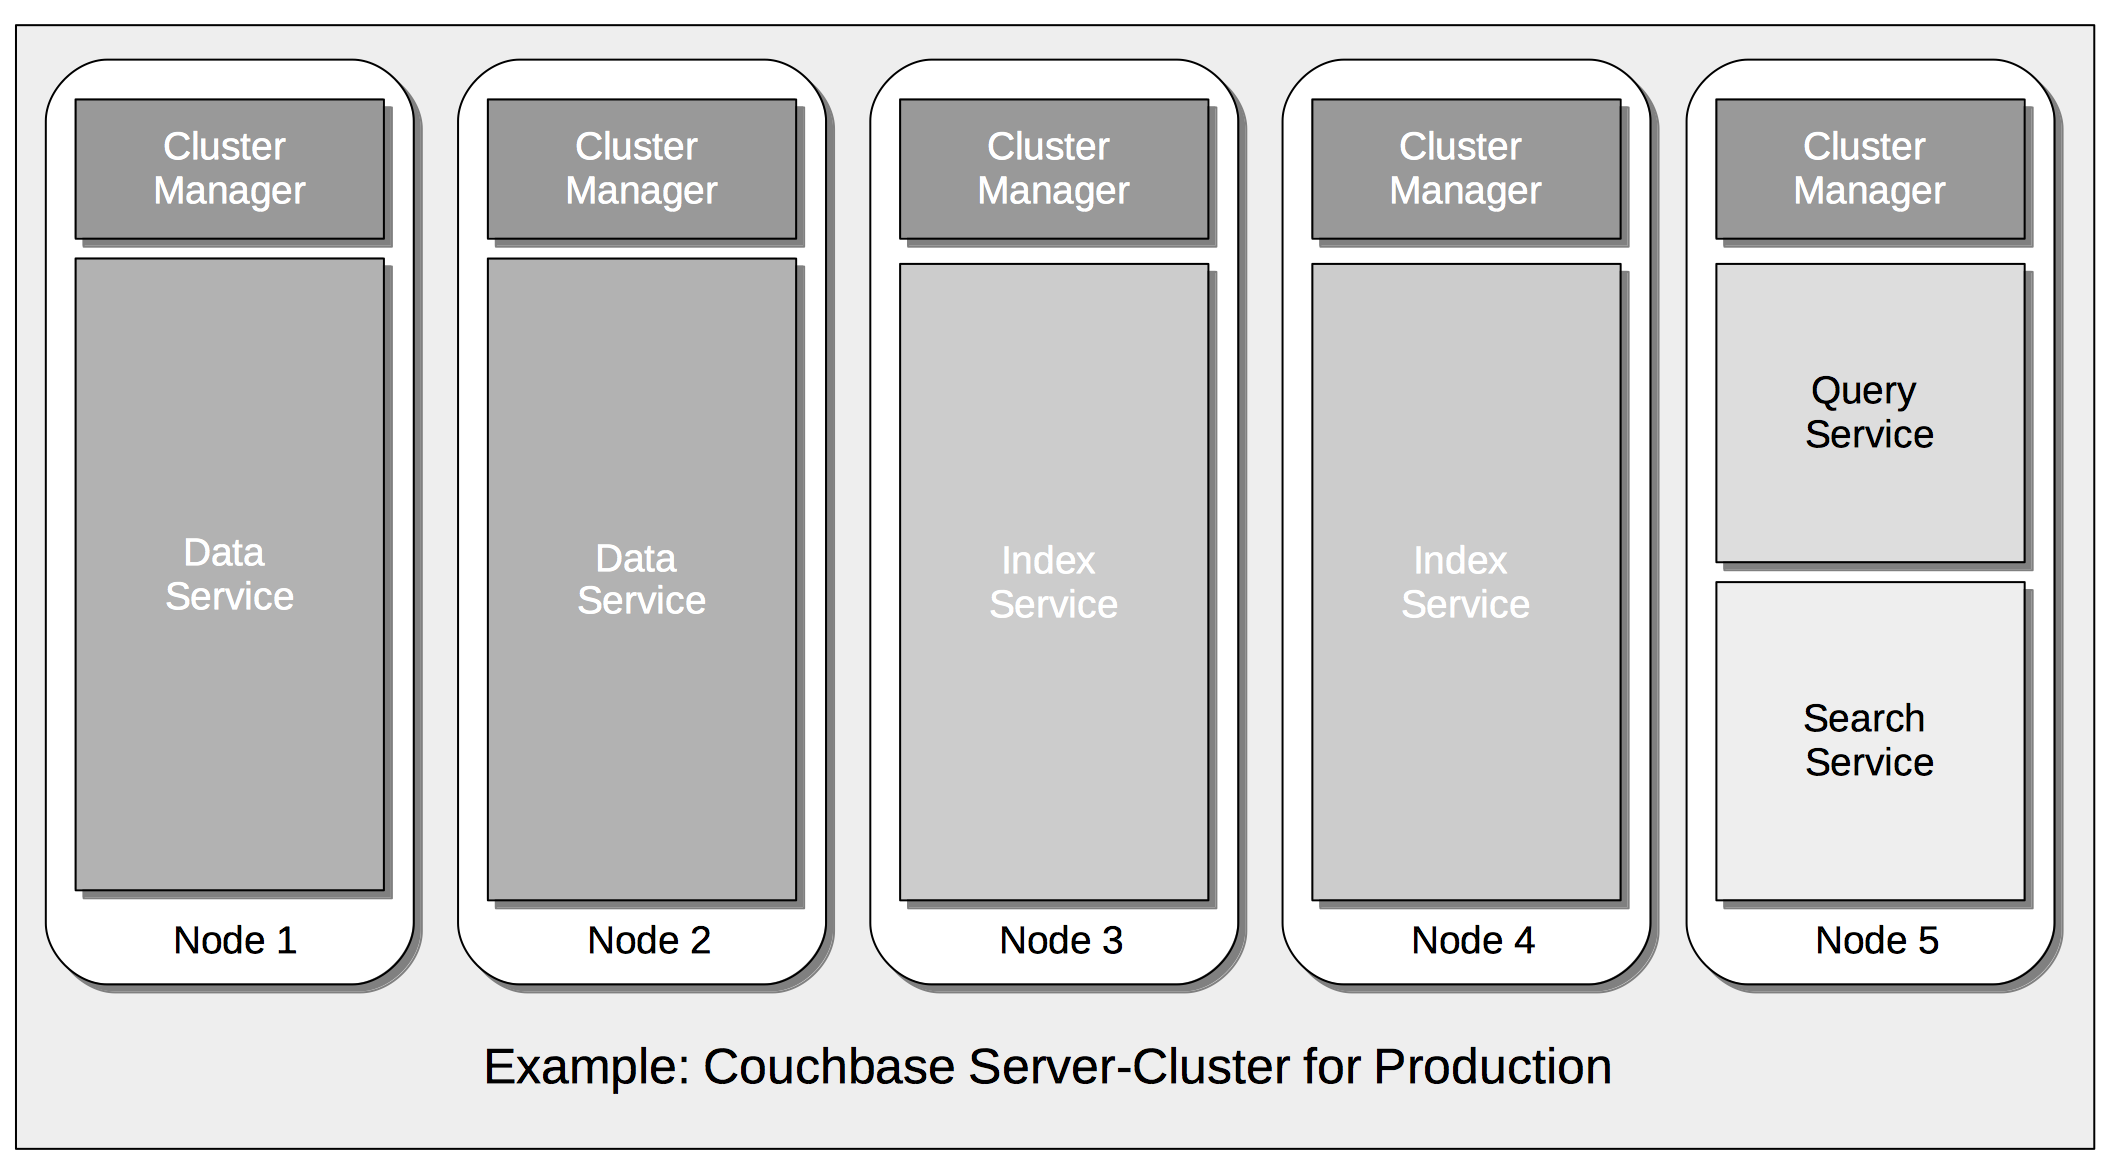 Cluster
Manager
Data
Service
Node 1
Cluster
Manager
Data
Service
Node 2
Cluster
Manager
Index
Service
Node 3
Cluster
Manager
Index
Service
Node 4
Cluster
Manager
Query
Service
Search
Service
Node 5
Example: Couchbase Server-Cluster for Production